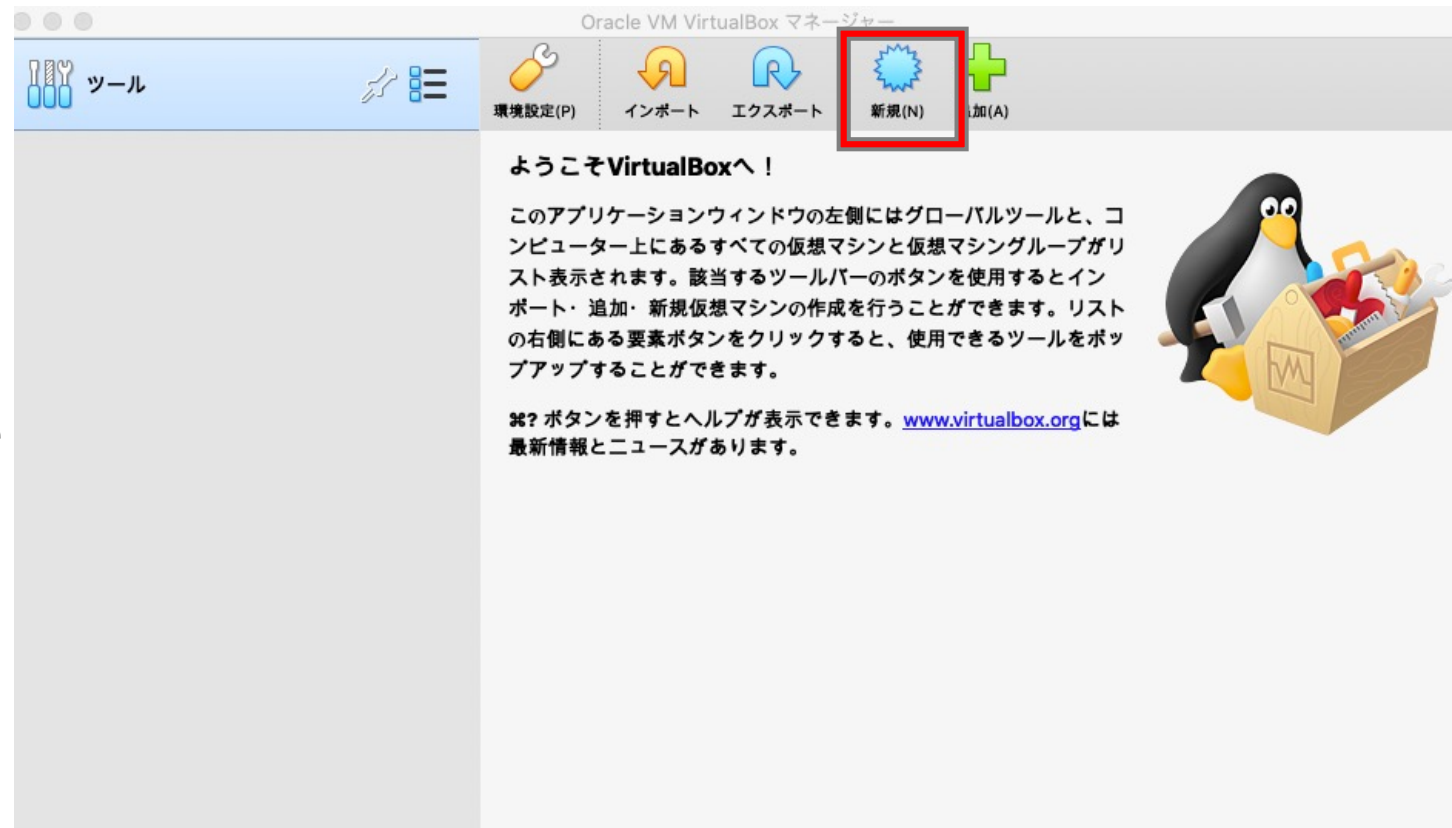 Oracle VM VirtualBox マネージャー
ツール
環境設定(P)
インポート
エクスポート
新規(N)
加(A)
ようこそVirtualBoxへ！
このアプリケーションウィンドウの左側にはグローバルツールと、コ
ンピューター上にあるすべての仮想マシンと仮想マシングループがリ
スト表示されます。該当するツールバーのボタンを使用するとイン
ポート・追加・新規仮想マシンの作成を行うことができます。リスト
の右側にある要素ボタンをクリックすると、使用できるツールをポッ
プアップすることができます。
⌘? ボタンを押すとヘルプが表示できます。www.virtualbox.orgには
最新情報とニュースがあります。